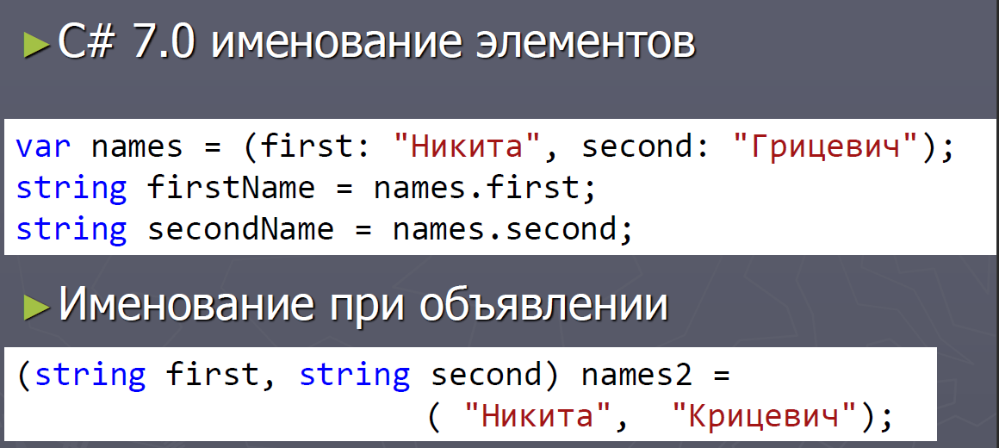 ►C# 7.0 именование элементов
var names = (first: "Никита", second: "Грицевич");
string firstName = names.first;
string secondName = names.second;
►Именование при объявлении
(string first, string second) names2 =
( "Никита",  "Крицевич");